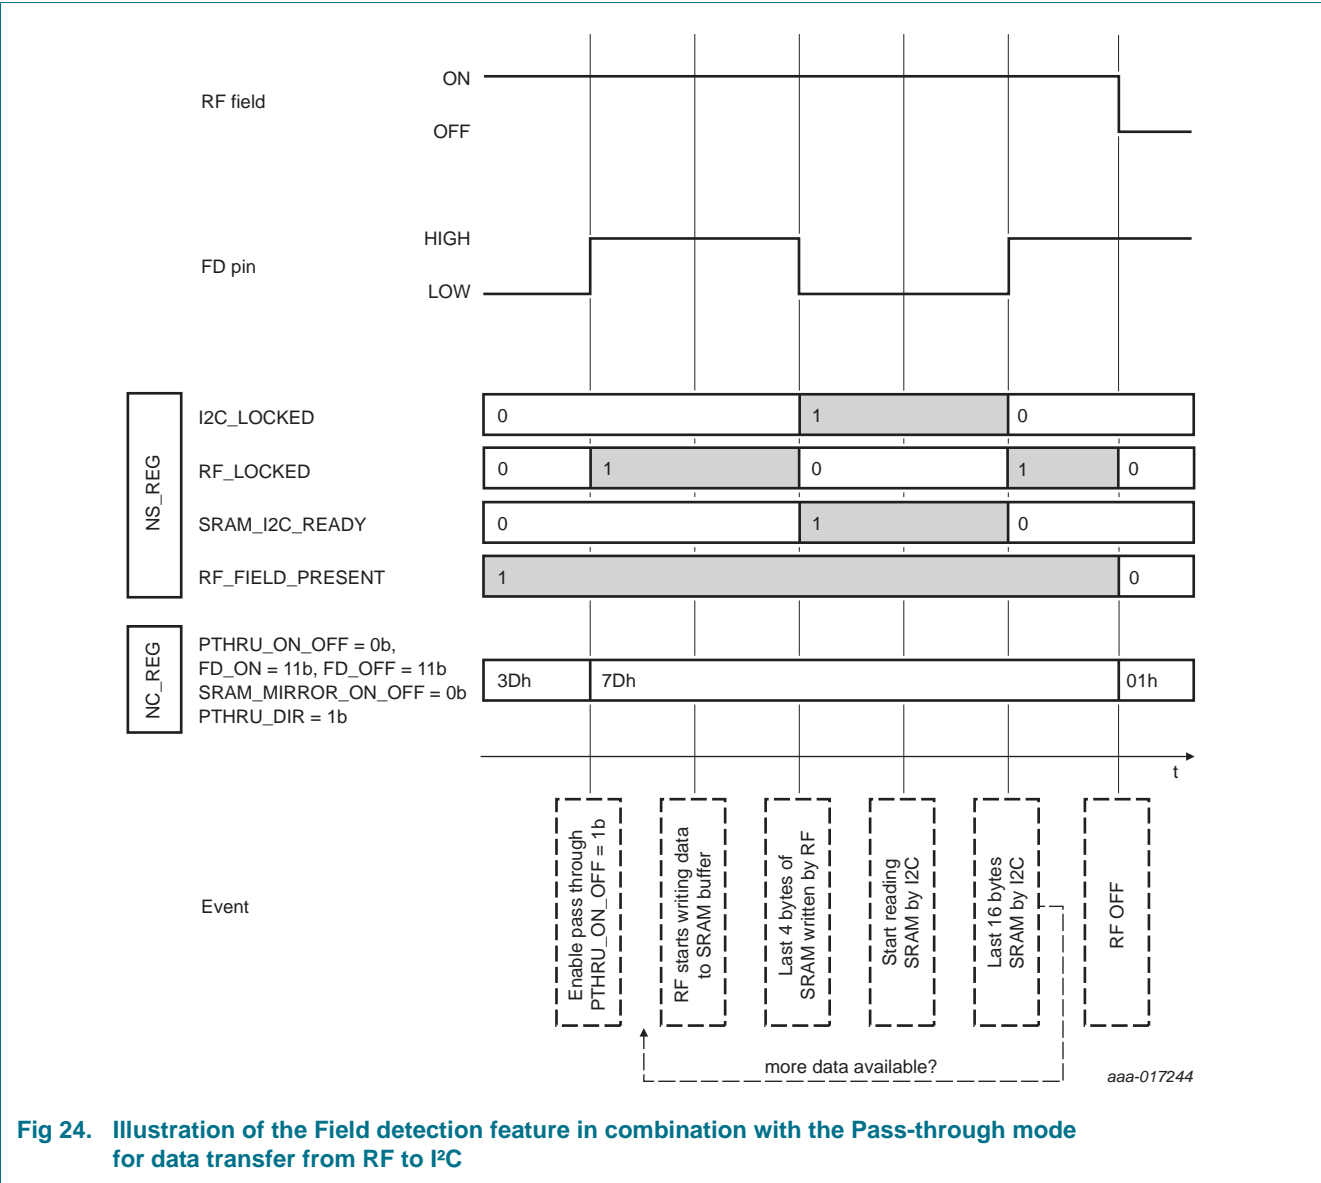 RF field
ON
OFF
FD pin
HIGH
LOW
NS_REG
I2C_LOCKED
0
1
0
RF_LOCKED
0
1
0
1
0
SRAM_I2C_READY
0
1
0
RF_FIELD_PRESENT
1
0
NC_REG
PTHRU_ON_OFF = 0b,
FD_ON = 11b, FD_OFF = 11b
SRAM_MIRROR_ON_OFF = 0b
PTHRU_DIR = 1b
3Dh
7Dh
01h
t
Event
Enable pass through
PTHRU_ON_OFF = 1b
RF starts writing data
to SRAM buffer
Last 4 bytes of
SRAM written by RF
Start reading
SRAM by I2C
Last 16 bytes
SRAM by I2C
RF OFF
more data available?
aaa-017244
Fig 24. Illustration of the Field detection feature in combination with the Pass-through mode
for data transfer from RF to I²C